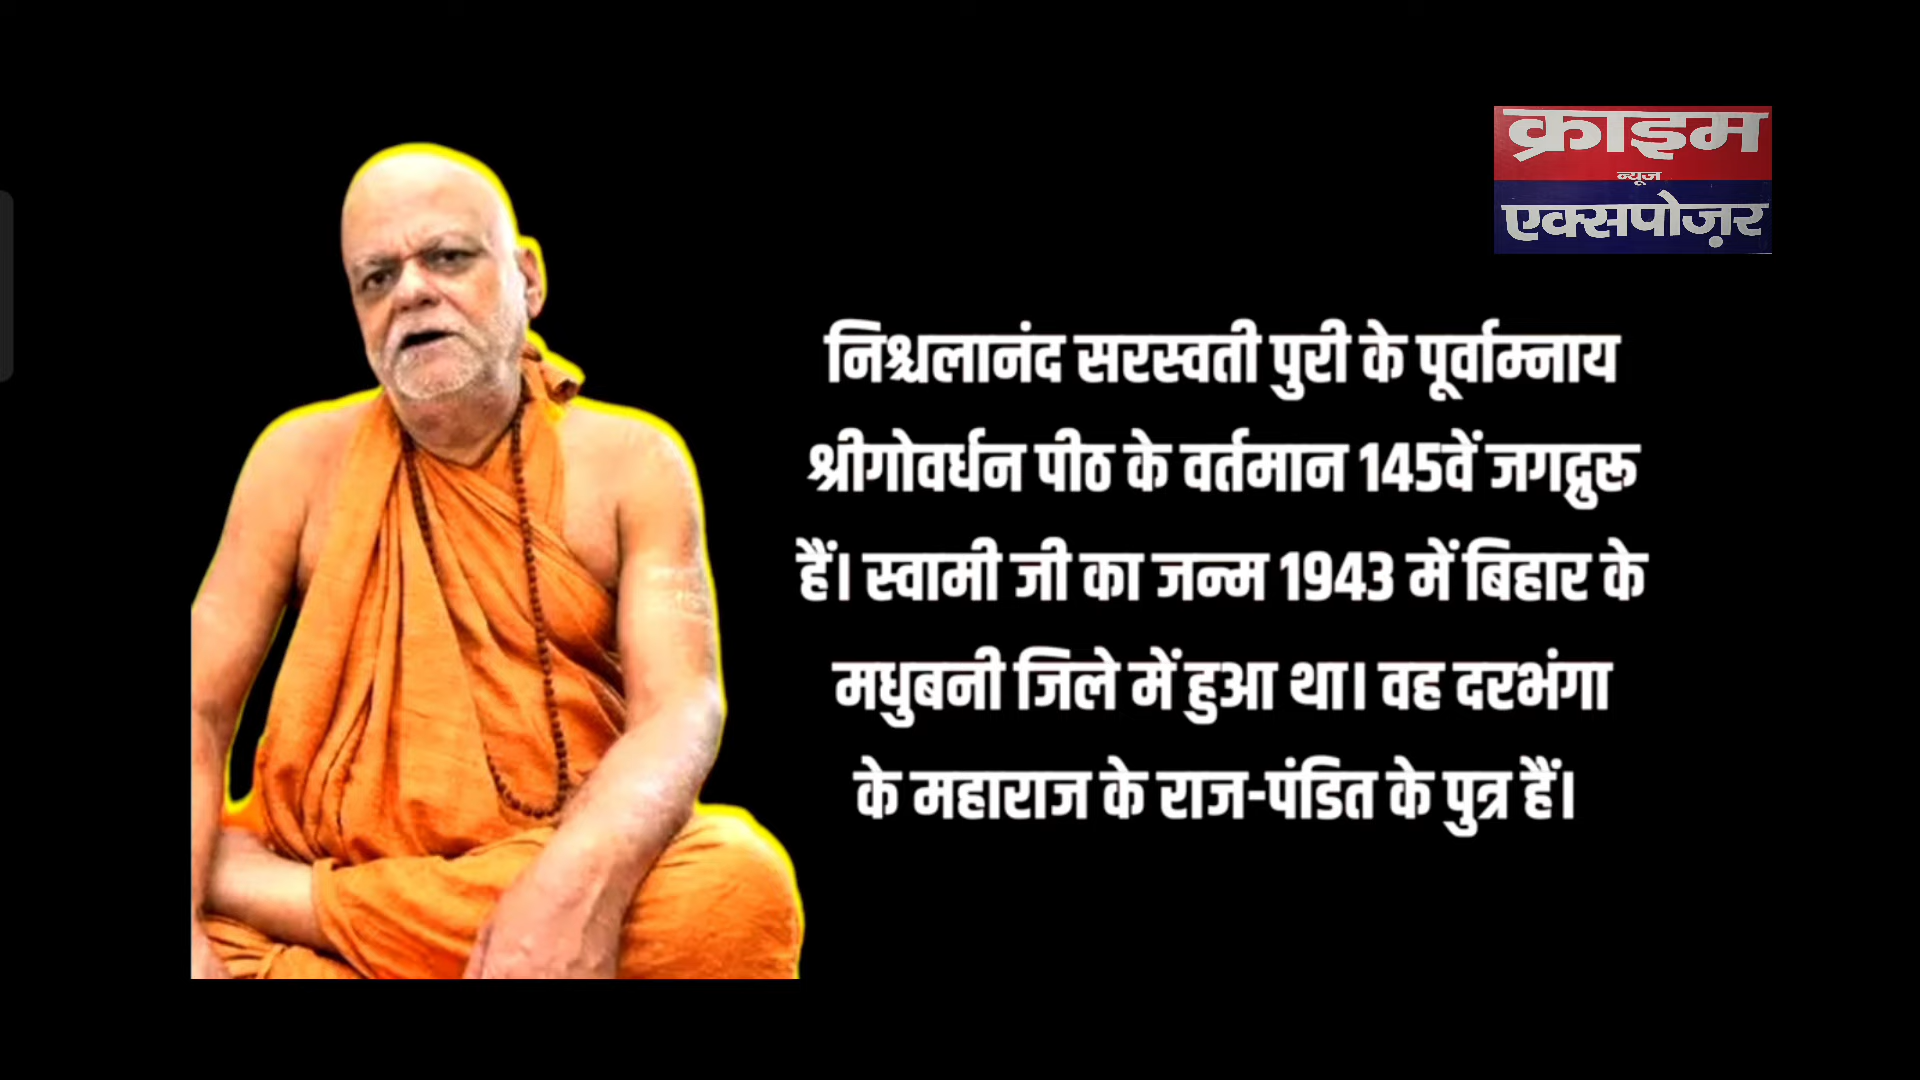 क्राइम
न्यूज
एक्सपोज़र
निश्चलानंद सरस्वती पुरी के पूर्वाम्नाय
श्रीगोवर्धन पीठ के वर्तमान 145वें जगद्गुरू
हैं। स्वामी जी का जन्म 1943 में बिहार के
मधुबनी जिले में हुआ था। वह दरभंगा
के महाराज के राज-पंडित के पुत्र हैं।